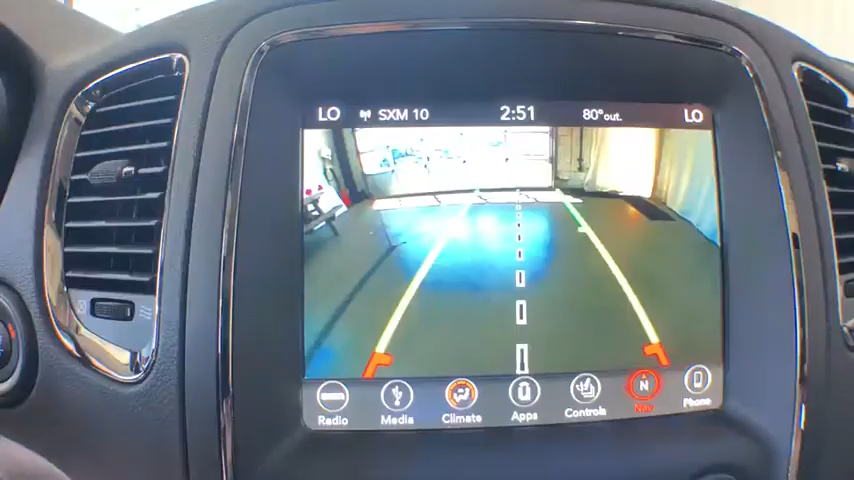 LO SXM 10 2:51 80°out. LO
Radio Media Climate Apps Controls N Nav Phone